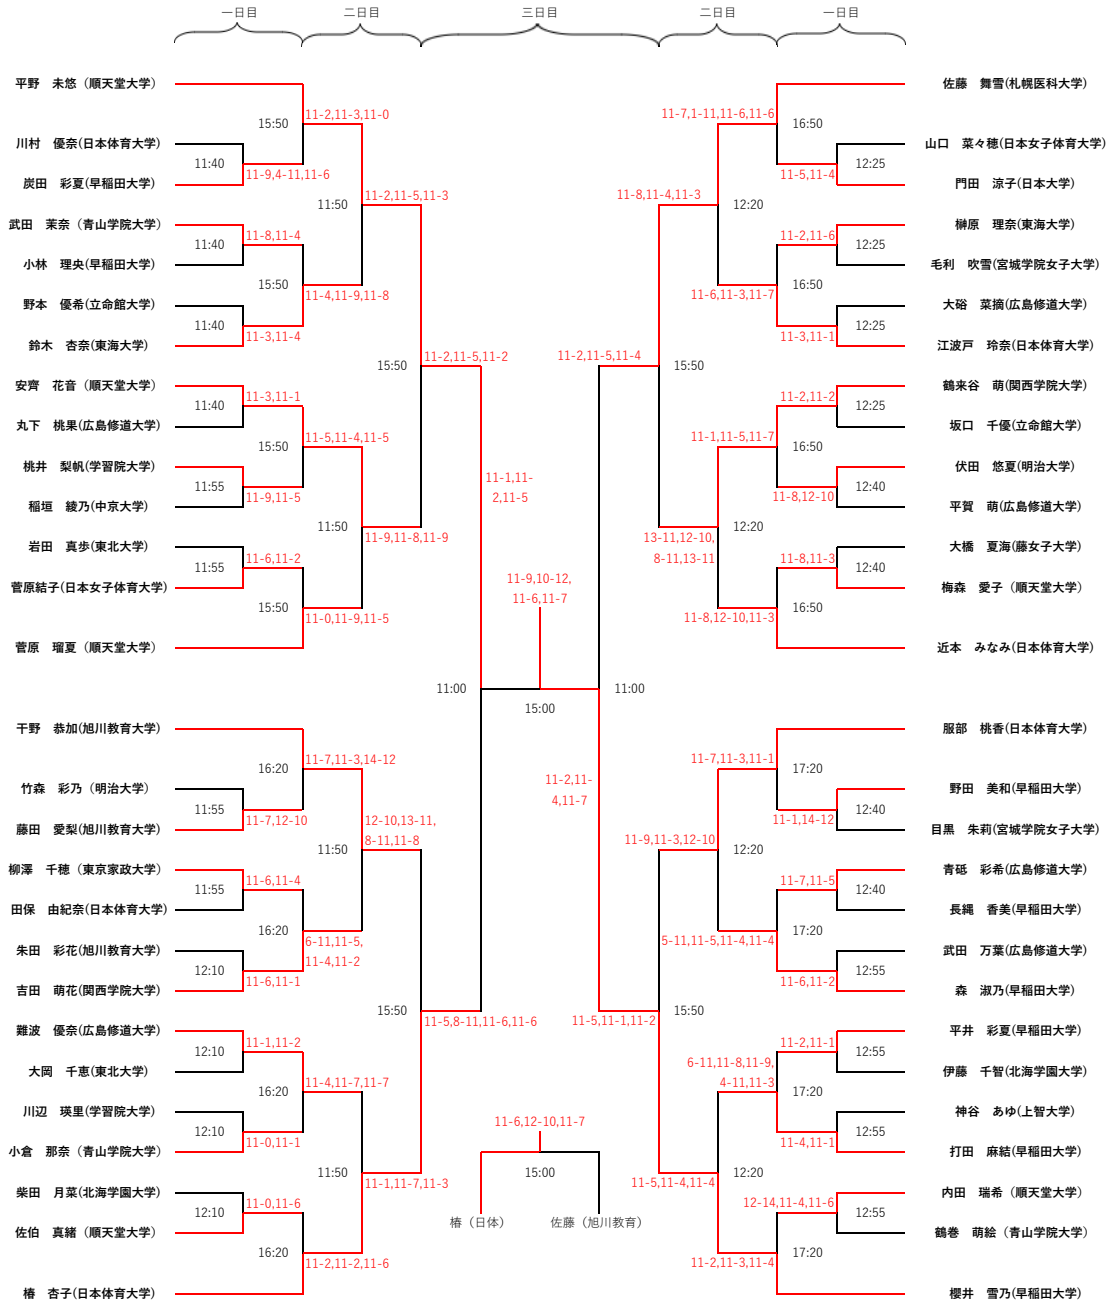 一日目 二日目 三日目 二日目 一日目
平野　未悠（順天堂大学）
川村　優奈(日本体育大学)
炭田　彩夏(早稲田大学)
武田　茉奈（青山学院大学）
小林　理央(早稲田大学)
野本　優希(立命館大学)
鈴木　杏奈(東海大学)
安齊　花音（順天堂大学）
丸下　桃果(広島修道大学)
桃井　梨帆(学習院大学)
稲垣　綾乃(中京大学)
岩田　真歩(東北大学)
菅原結子(日本女子体育大学)
菅原　瑠夏（順天堂大学）
干野　恭加(旭川教育大学)
竹森　彩乃（明治大学）
藤田　愛梨(旭川教育大学)
柳澤　千穂（東京家政大学）
田保　由紀奈(日本体育大学)
朱田　彩花(旭川教育大学)
吉田　萌花(関西学院大学)
難波　優奈(広島修道大学)
大岡　千恵(東北大学)
川辺　瑛里(学習院大学)
小倉　那奈（青山学院大学）
柴田　月菜(北海学園大学)
佐伯　真緒（順天堂大学）
椿　杏子(日本体育大学)
11:40
11:40
11:40
11:40
11:55
11:55
11:55
11:55
12:10
12:10
12:10
12:10
11-9,4-11,11-6
11-8,11-4
11-3,11-4
11-3,11-1
11-9,11-5
11-6,11-2
11-7,12-10
11-6,11-4
11-6,11-1
11-1,11-2
11-0,11-1
11-0,11-6
15:50
15:50
15:50
15:50
16:20
16:20
16:20
16:20
11-2,11-3,11-0
11-4,11-9,11-8
11-5,11-4,11-5
11-0,11-9,11-5
11-7,11-3,14-12
6-11,11-5,
11-4,11-2
11-4,11-7,11-7
11-2,11-2,11-6
11:50
11:50
11:50
11:50
11-2,11-5,11-3
11-9,11-8,11-9
12-10,13-11,
8-11,11-8
11-1,11-7,11-3
15:50
15:50
11-2,11-5,11-2
11-5,8-11,11-6,11-6
11:00
11-1,11-
2,11-5
11-9,10-12,
11-6,11-7
15:00
11:00
11-2,11-
4,11-7
11-6,12-10,11-7
15:00
椿（日体）
佐藤（旭川教育）
11-2,11-5,11-4
11-5,11-1,11-2
15:50
15:50
11-8,11-4,11-3
13-11,12-10,
8-11,13-11
11-9,11-3,12-10
11-5,11-4,11-4
12:20
12:20
12:20
12:20
11-7,1-11,11-6,11-6
11-6,11-3,11-7
11-1,11-5,11-7
11-8,12-10,11-3
11-7,11-3,11-1
5-11,11-5,11-4,11-4
6-11,11-8,11-9,
4-11,11-3
11-2,11-3,11-4
16:50
16:50
16:50
16:50
17:20
17:20
17:20
17:20
11-5,11-4
11-2,11-6
11-3,11-1
11-2,11-2
11-8,12-10
11-8,11-3
11-1,14-12
11-7,11-5
11-6,11-2
11-2,11-1
11-4,11-1
12-14,11-4,11-6
12:25
12:25
12:25
12:25
12:40
12:40
12:40
12:40
12:55
12:55
12:55
12:55
佐藤　舞雪(札幌医科大学)
山口　菜々穂(日本女子体育大学)
門田　涼子(日本大学)
榊原　理奈(東海大学)
毛利　吹雪(宮城学院女子大学)
大硲　菜摘(広島修道大学)
江波戸　玲奈(日本体育大学)
鶴来谷　萌(関西学院大学)
坂口　千優(立命館大学)
伏田　悠夏(明治大学)
平賀　萌(広島修道大学)
大橋　夏海(藤女子大学)
梅森　愛子（順天堂大学）
近本　みなみ(日本体育大学)
服部　桃香(日本体育大学)
野田　美和(早稲田大学)
目黒　朱莉(宮城学院女子大学)
青砥　彩希(広島修道大学)
長縄　香美(早稲田大学)
武田　万葉(広島修道大学)
森　淑乃(早稲田大学)
平井　彩夏(早稲田大学)
伊藤　千智(北海学園大学)
神谷　あゆ(上智大学)
打田　麻結(早稲田大学)
内田　瑞希（順天堂大学）
鶴巻　萌絵（青山学院大学）
櫻井　雪乃(早稲田大学)